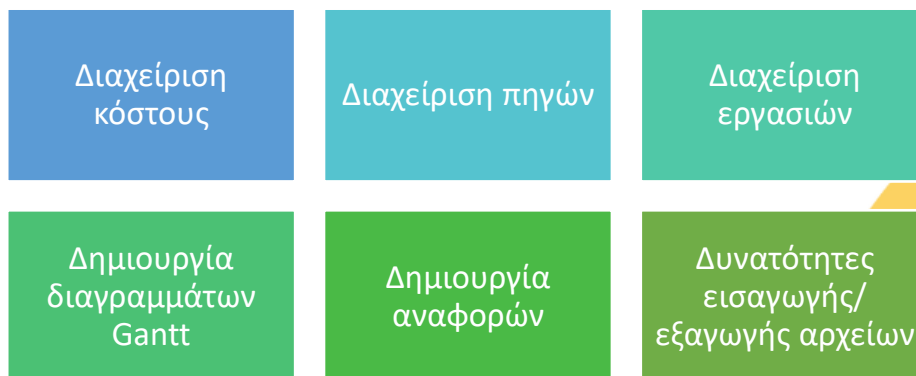 Διαχείριση
κόστους
Διαχείριση πηγών
Διαχείριση
εργασιών
Δημιουργία
διαγραμμάτων
Gantt
Δημιουργία
αναφορών
Δυνατότητες
εισαγωγής/
εξαγωγής αρχείων